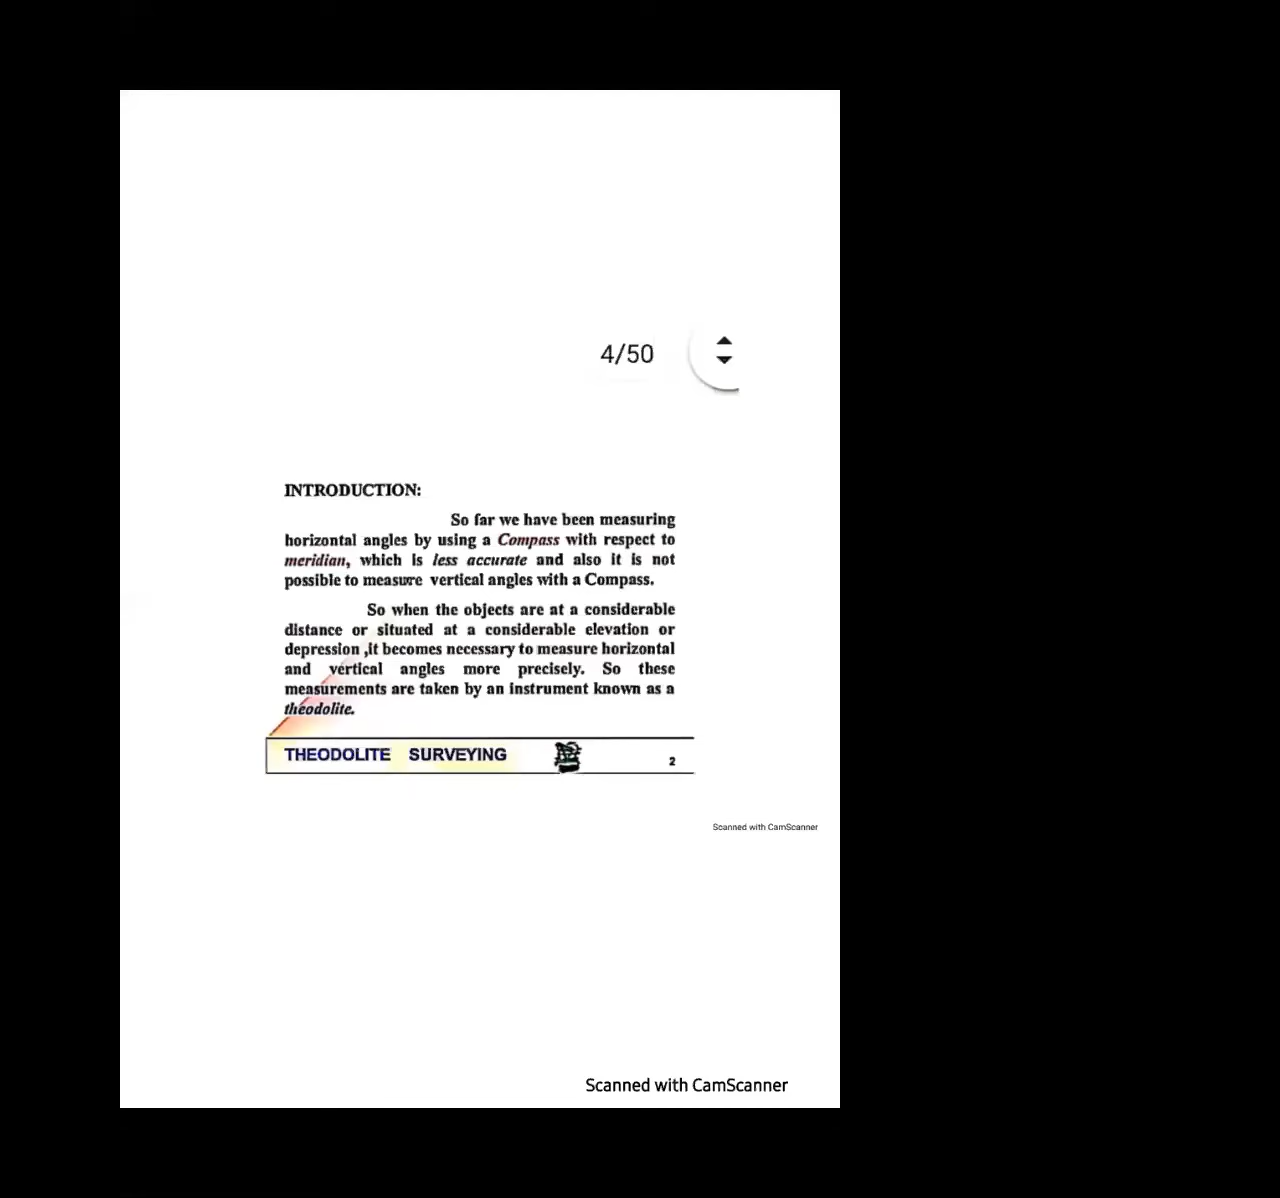 4/50
INTRODUCTION:
So far we have been measuring
horizontal angles by using a Compass with respect to
meridian, which is less accurate and also it is not
possible to measure vertical angles with a Compass.
So when the objects are at a considerable
distance or situated at a considerable elevation or
depression ,it becomes necessary to measure horizontal
and vertical angles more precisely. So these
measurements are taken by an instrument known as a
theodolite.
THEODOLITE SURVEYING 2
Scanned with CamScanner
Scanned with CamScanner